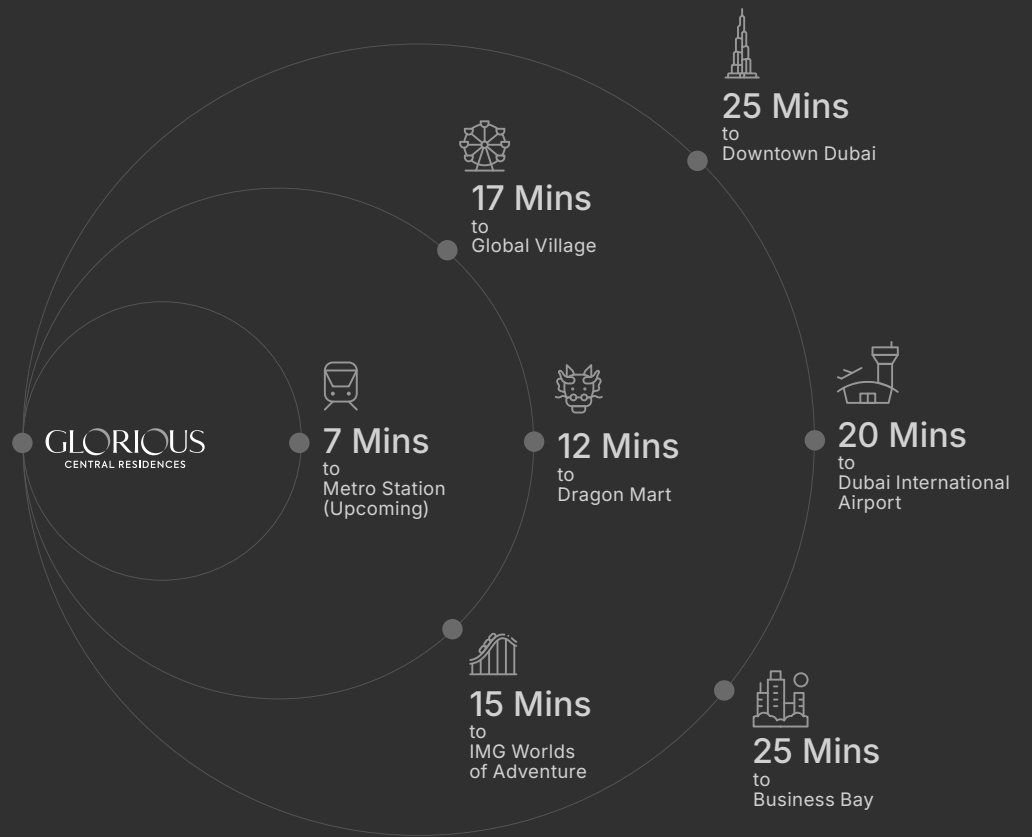 25 Mins
to
Downtown Dubai
17 Mins
to
Global Village
GLORIOUS
CENTRAL RESIDENCES
7 Mins
to
Metro Station
(Upcoming)
12 Mins
to
Dragon Mart
20 Mins
to
Dubai International
Airport
15 Mins
to
IMG Worlds
of Adventure
25 Mins
to
Business Bay